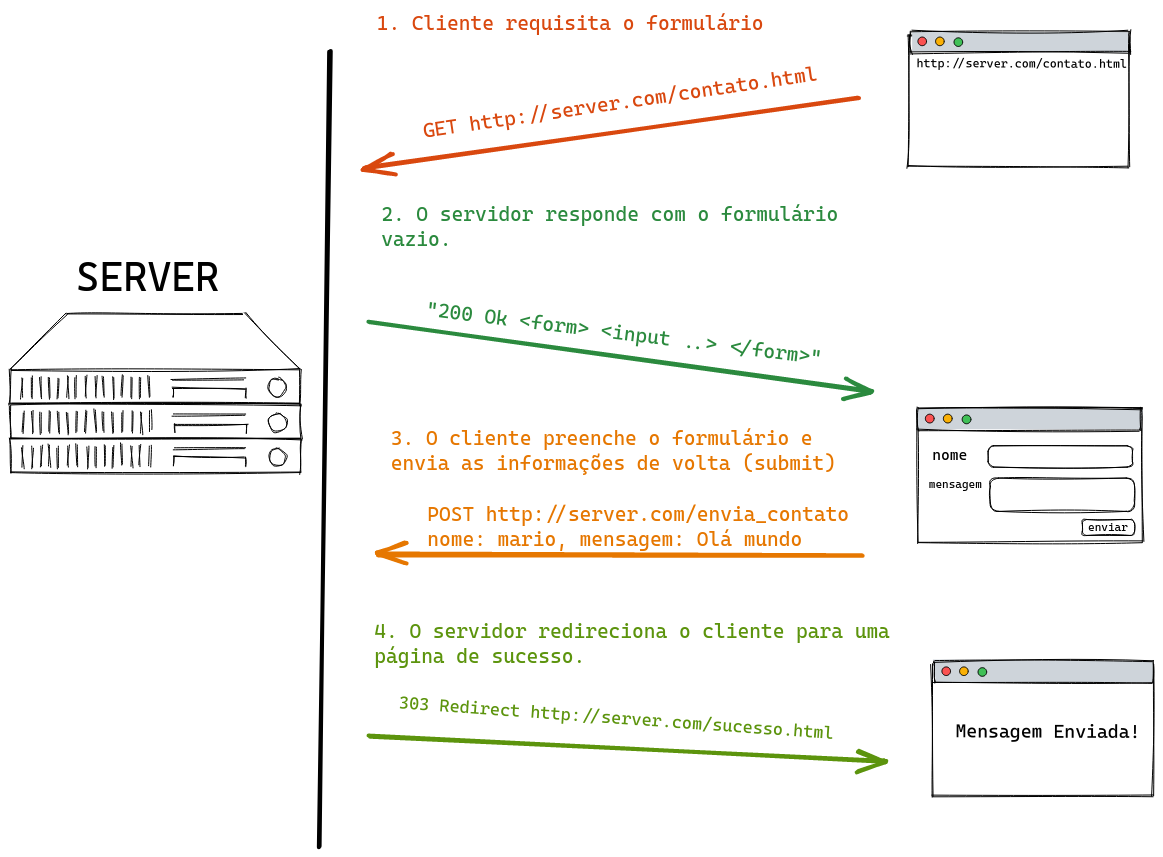 1. Cliente requisita o formulário
http://server.com/contato.html
GET http://server.com/contato.html
2. O servidor responde com o formulário
vazio.
SERVER
"200 Ok <form> <input ..> </form>"
3. O cliente preenche o formulário e
envia as informações de volta (submit)
nome
mensagem
enviar
POST http://server.com/envia_contato
nome: mario, mensagem: Olá mundo
4. O servidor redireciona o cliente para uma
página de sucesso.
303 Redirect http://server.com/sucesso.html
Mensagem Enviada!